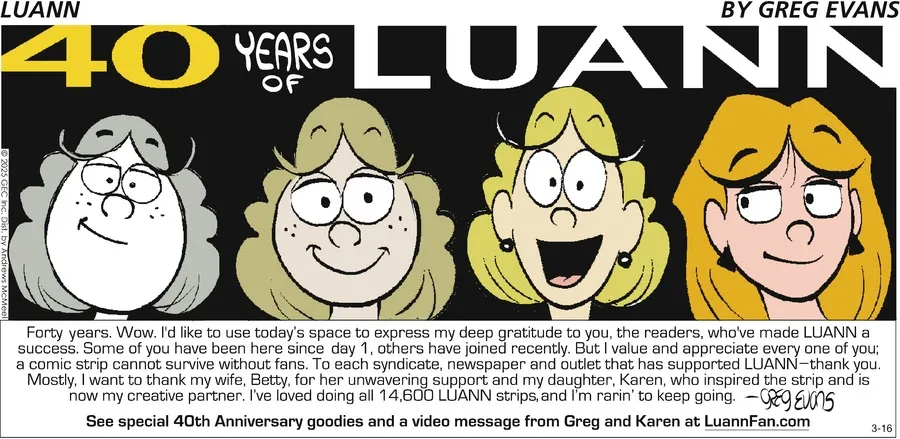 LUANN
BY GREG EVANS
40 YEARS OF LUANN
© 2025 GEC Inc. Dist. by Andrews McMeel
Forty years. Wow. I'd like to use today's space to express my deep gratitude to you, the readers, who've made LUANN a
success. Some of you have been here since day 1, others have joined recently. But I value and appreciate every one of you;
a comic strip cannot survive without fans. To each syndicate, newspaper and outlet that has supported LUANN—thank you.
Mostly, I want to thank my wife, Betty, for her unwavering support and my daughter, Karen, who inspired the strip and is
now my creative partner. I've loved doing all 14,600 LUANN strips, and I'm rarin' to keep going. —GREG EVANS
See special 40th Anniversary goodies and a video message from Greg and Karen at LuannFan.com
3-16